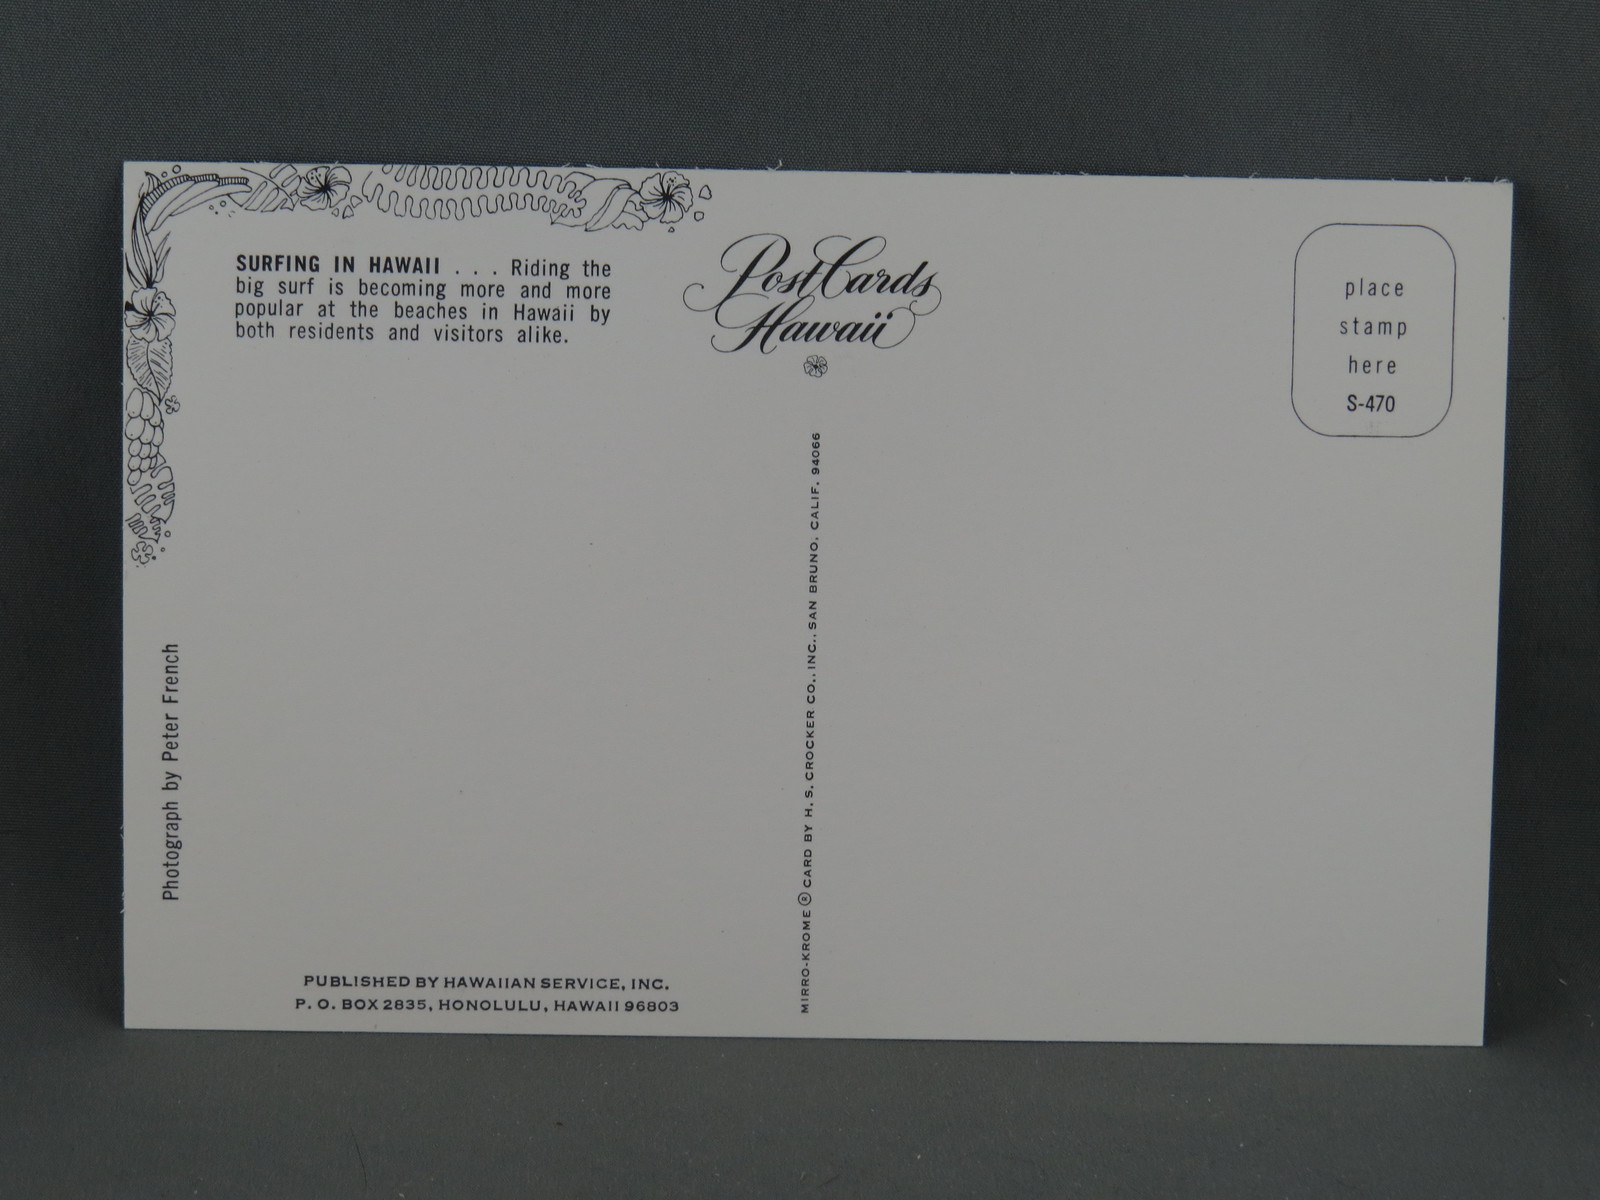 SURFING IN HAWAII . . . Riding the
big surf is becoming more and more
popular at the beaches in Hawaii by
both residents and visitors alike.
PostCards
Hawaii
place
stamp
here
S-470
Photograph by Peter French
MIRRO-KROME ® CARD BY H. S. CROCKER CO., INC., SAN BRUNO, CALIF. 94066
PUBLISHED BY HAWAIIAN SERVICE, INC.
P. O. BOX 2835, HONOLULU, HAWAII 96803